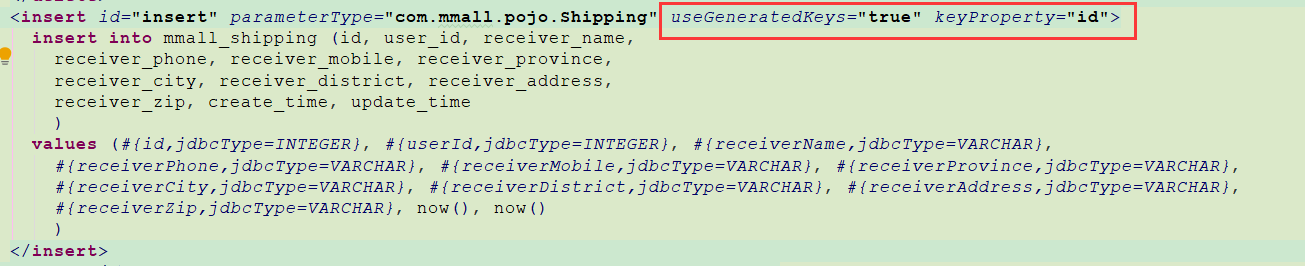 <insert id="insert" parameterType="com.mmall.pojo.Shipping" useGeneratedKeys="true" keyProperty="id">
insert into mmall_shipping (id, user_id, receiver_name,
receiver_phone, receiver_mobile, receiver_province,
receiver_city, receiver_district, receiver_address,
receiver_zip, create_time, update_time
)
values (#{id,jdbcType=INTEGER}, #{userId,jdbcType=INTEGER}, #{receiverName,jdbcType=VARCHAR},
#{receiverPhone,jdbcType=VARCHAR}, #{receiverMobile,jdbcType=VARCHAR}, #{receiverProvince,jdbcType=VARCHAR},
#{receiverCity,jdbcType=VARCHAR}, #{receiverDistrict,jdbcType=VARCHAR}, #{receiverAddress,jdbcType=VARCHAR},
#{receiverZip,jdbcType=VARCHAR}, now(), now()
)
</insert>